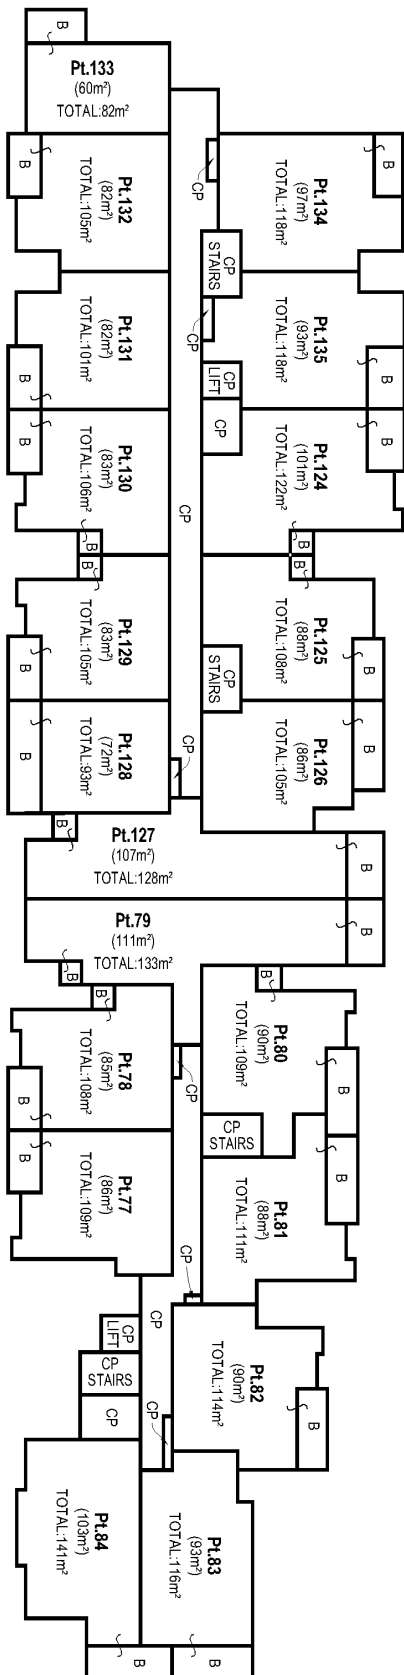 B
Pt.133
(60m²)
TOTAL:82m²
B
Pt.132
(82m²)
TOTAL:105m²
CP
Pt.134
(97m²)
TOTAL:118m²
B
CP
STAIRS
Pt.131
(82m²)
TOTAL:101m²
B
CP
Pt.135
(93m²)
TOTAL:118m²
B
CP
LIFT
CP
B
Pt.130
(83m²)
TOTAL:106m²
B
CP
Pt.124
(101m²)
TOTAL:122m²
B
B
B
Pt.129
(83m²)
TOTAL:105m²
B
B
Pt.125
(88m²)
TOTAL:108m²
B
CP
STAIRS
B
Pt.128
(72m²)
TOTAL:93m²
CP
Pt.126
(86m²)
TOTAL:105m²
B
B
Pt.127
(107m²)
TOTAL:128m²
B
Pt.79
(111m²)
TOTAL:133m²
B
B
B
Pt.78
(85m²)
TOTAL:108m²
B
CP
B
Pt.80
(90m²)
TOTAL:109m²
B
CP
STAIRS
B
Pt.77
(86m²)
TOTAL:109m²
Pt.81
(88m²)
TOTAL:111m²
B
CP
CP
CP
LIFT
CP
STAIRS
CP
CP
Pt.82
(90m²)
TOTAL:114m²
B
Pt.84
(103m²)
TOTAL:141m²
B
Pt.83
(93m²)
TOTAL:116m²
B